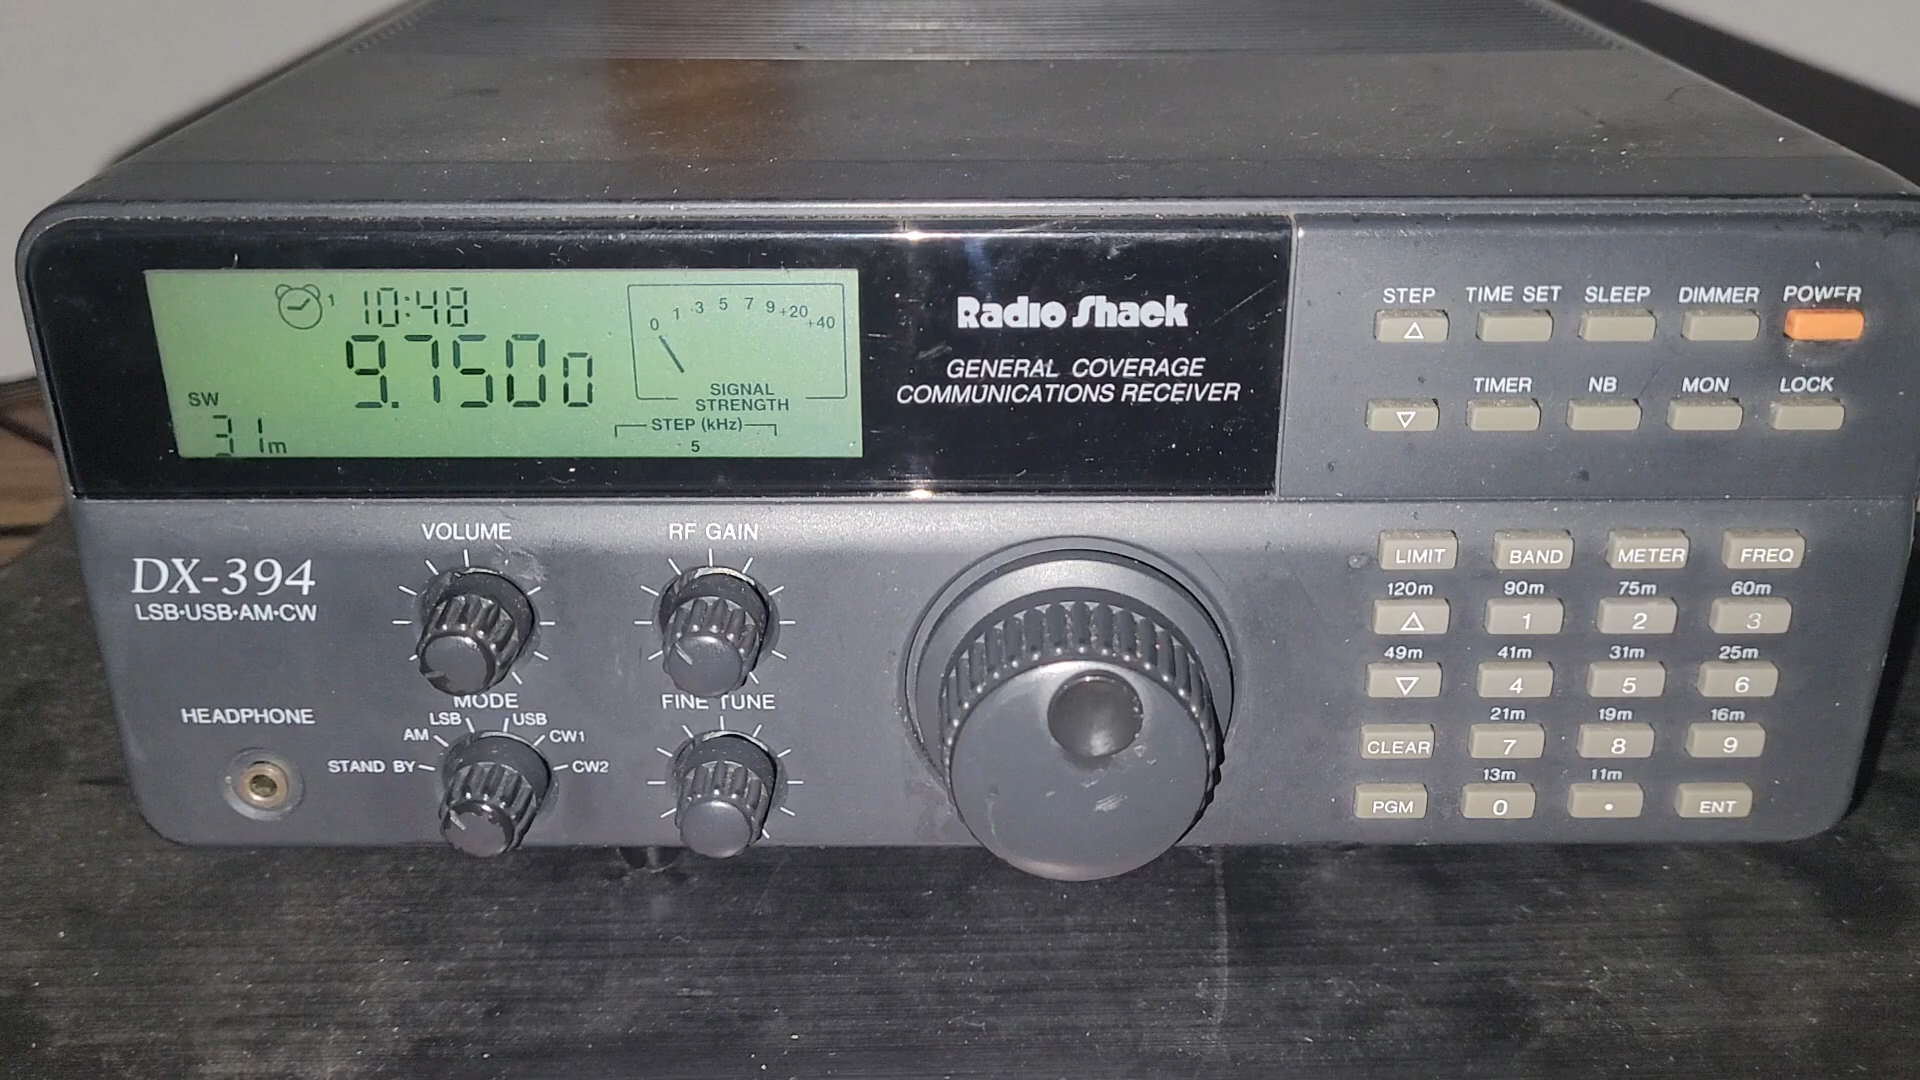 1 10:48
9.7500
SW
31m
0 1 3 5 7 9 +20 +40
SIGNAL
STRENGTH
STEP (kHz)
5
Radio Shack
GENERAL COVERAGE
COMMUNICATIONS RECEIVER
STEP TIME SET SLEEP DIMMER POWER
△
TIMER NB MON LOCK
▽
DX-394
LSB·USB·AM·CW
VOLUME RF GAIN
MODE FINE TUNE
LSB USB
AM CW1
STAND BY CW2
HEADPHONE
LIMIT BAND METER FREQ
120m 90m 75m 60m
△ 1 2 3
49m 41m 31m 25m
▽ 4 5 6
21m 19m 16m
CLEAR 7 8 9
13m 11m
PGM 0 • ENT